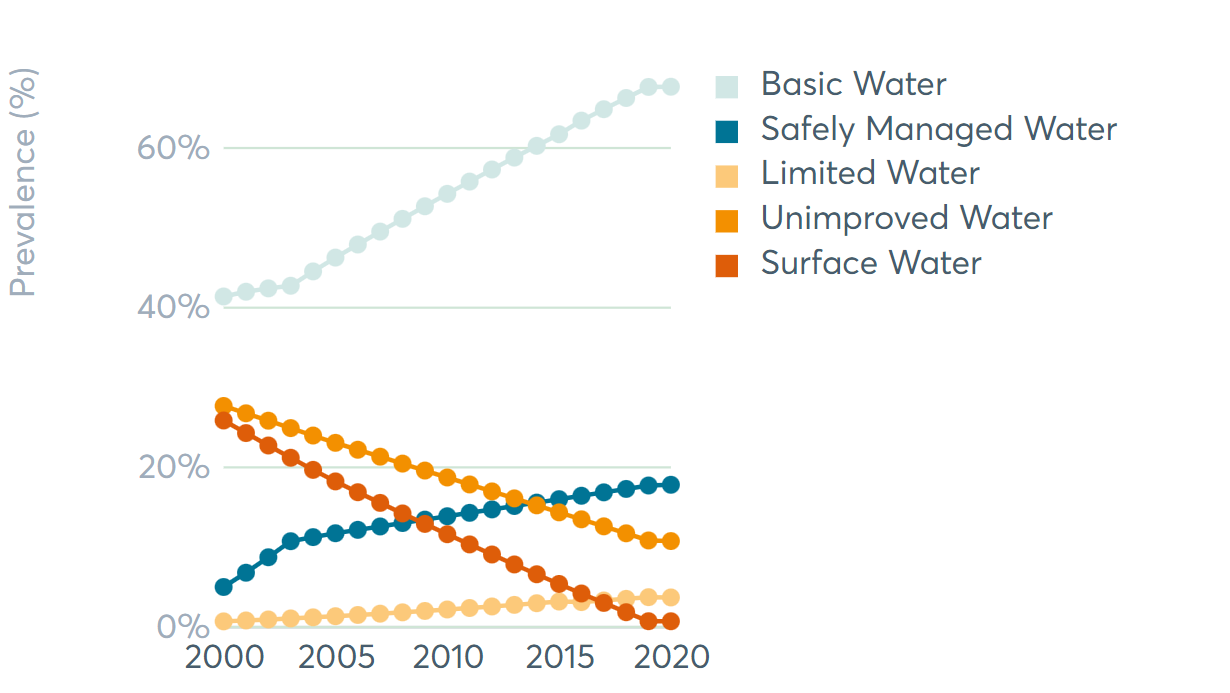 Prevalence (%)
60%
40%
20%
0%
2000 2005 2010 2015 2020
Basic Water
Safely Managed Water
Limited Water
Unimproved Water
Surface Water